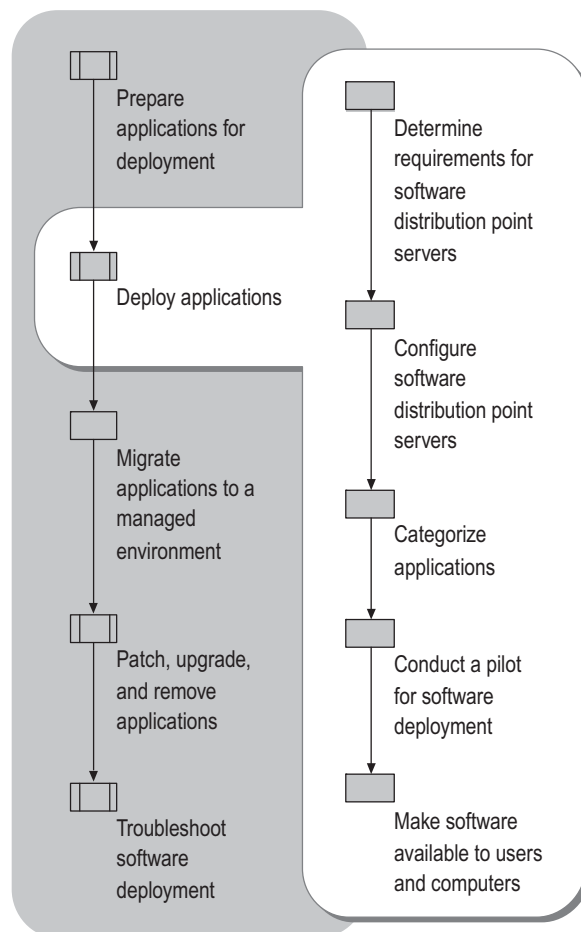 Prepare
applications for
deployment
Deploy applications
Migrate
applications to a
managed
environment
Patch, upgrade,
and remove
applications
Troubleshoot
software
deployment
Determine
requirements for
software
distribution point
servers
Configure
software
distribution point
servers
Categorize
applications
Conduct a pilot
for software
deployment
Make software
available to users
and computers